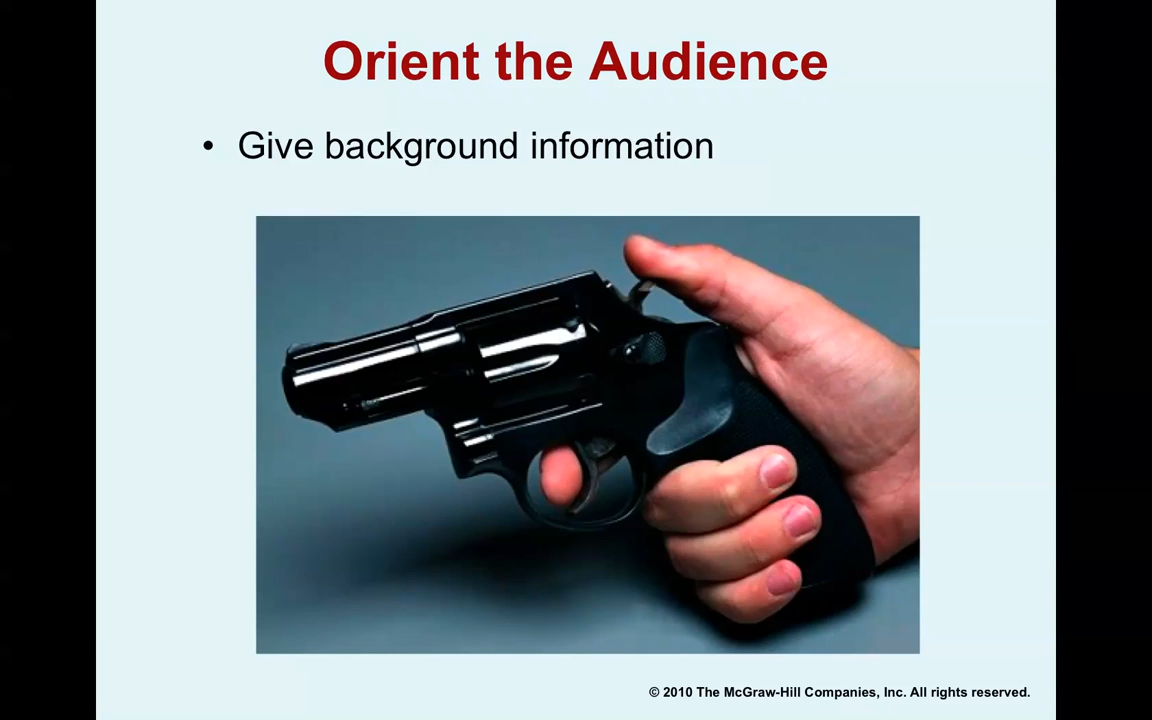 Orient the Audience
• Give background information
© 2010 The McGraw-Hill Companies, Inc. All rights reserved.